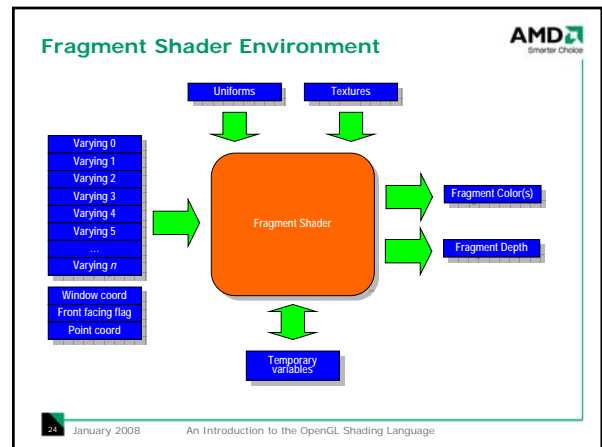 Fragment Shader Environment
AMD
Smarter Choice
Uniforms
Textures
Varying 0
Varying 1
Varying 2
Varying 3
Varying 4
Varying 5
...
Varying n
Window coord
Front facing flag
Point coord
Fragment Shader
Fragment Color(s)
Fragment Depth
Temporary
variables
24
January 2008
An Introduction to the OpenGL Shading Language